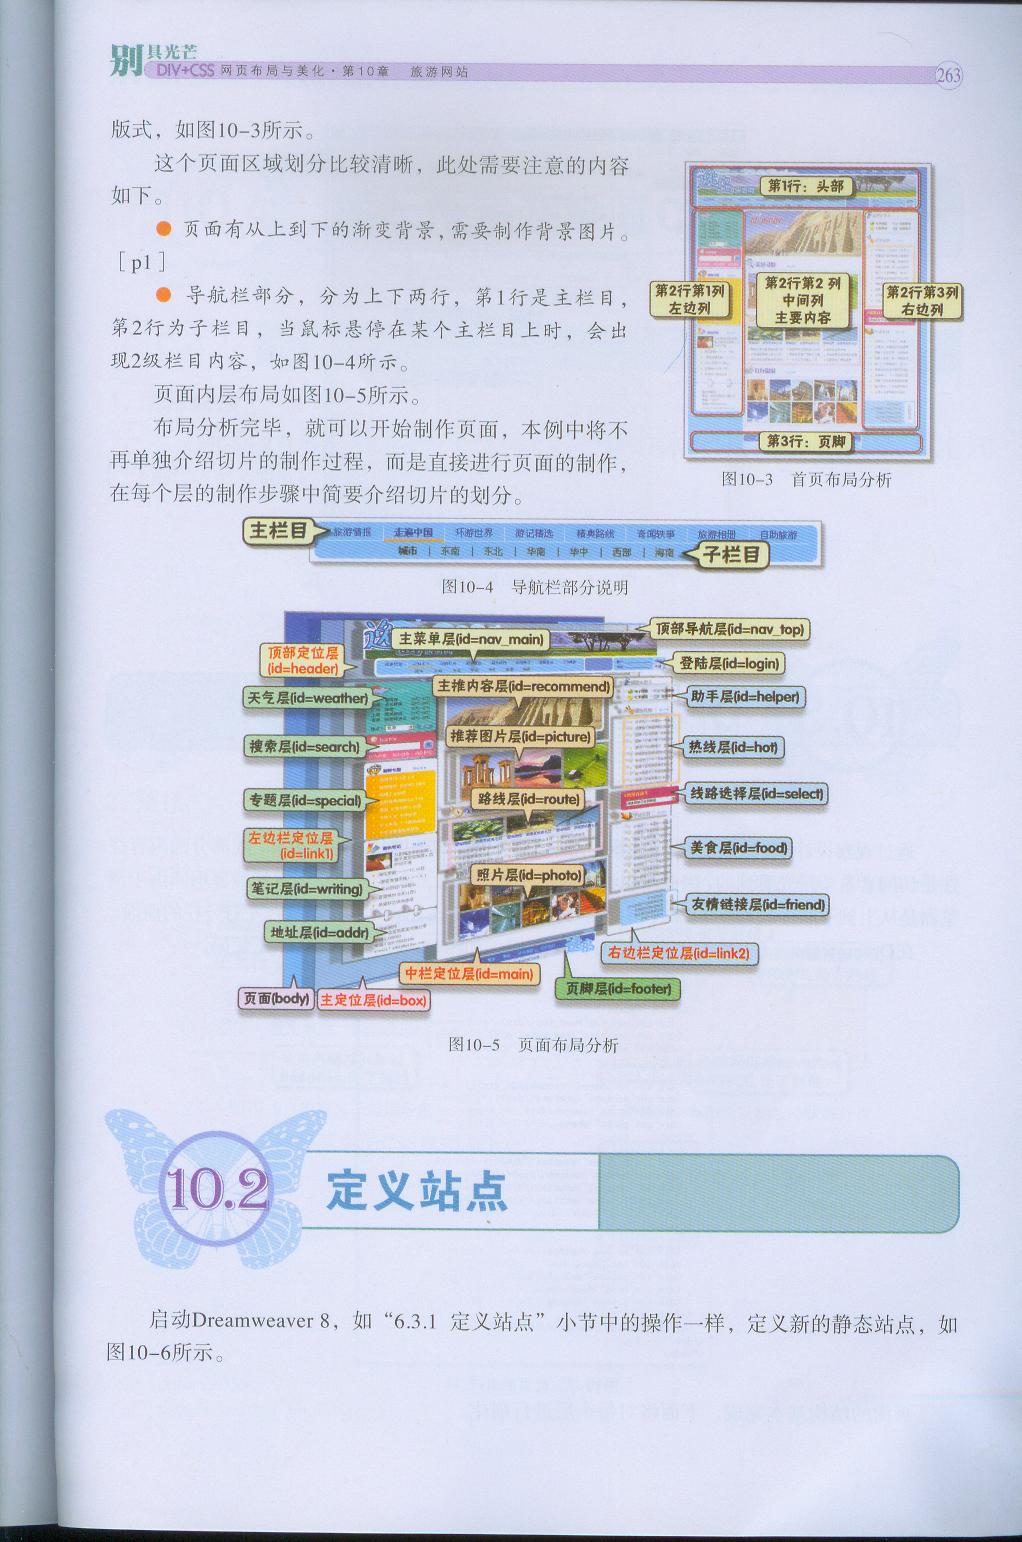 别具光芒
DIV+CSS 网页布局与美化·第10章 旅游网站
263
版式，如图10-3所示。
这个页面区域划分比较清晰，此处需要注意的内容
如下。
● 页面有从上到下的渐变背景，需要制作背景图片。
［p1］
● 导航栏部分，分为上下两行，第1行是主栏目，
第2行为子栏目，当鼠标悬停在某个主栏目上时，会出
现2级栏目内容，如图10-4所示。
页面内层布局如图10-5所示。
布局分析完毕，就可以开始制作页面，本例中将不
再单独介绍切片的制作过程，而是直接进行页面的制作，
在每个层的制作步骤中简要介绍切片的划分。
第1行：头部
第2行第1列
左边列
第2行第2 列
中间列
主要内容
第2行第3列
右边列
第3行：页脚
图10-3 首页布局分析
主栏目
旅游情报 走遍中国 环游世界 游记精选 精典路线 奇闻轶事 旅游相册 自助旅游
城市 | 东南 | 东北 | 华南 | 华中 | 西部 | 海南
子栏目
图10-4 导航栏部分说明
主菜单层(id=nav_main)
顶部导航层(id=nav_top)
顶部定位层
(id=header)
登陆层(id=login)
天气层(id=weather)
主推内容层(id=recommend)
助手层(id=helper)
搜索层(id=search)
推荐图片层(id=picture)
热线层(id=hot)
专题层(id=special)
路线层(id=route)
线路选择层(id=select)
左边栏定位层
(id=link1)
美食层(id=food)
笔记层(id=writing)
照片层(id=photo)
友情链接层(id=friend)
地址层(id=addr)
右边栏定位层(id=link2)
中栏定位层(id=main)
页脚层(id=footer)
页面(body)
主定位层(id=box)
图10-5 页面布局分析
10.2 定义站点
启动Dreamweaver 8，如“6.3.1 定义站点”小节中的操作一样，定义新的静态站点，如
图10-6所示。